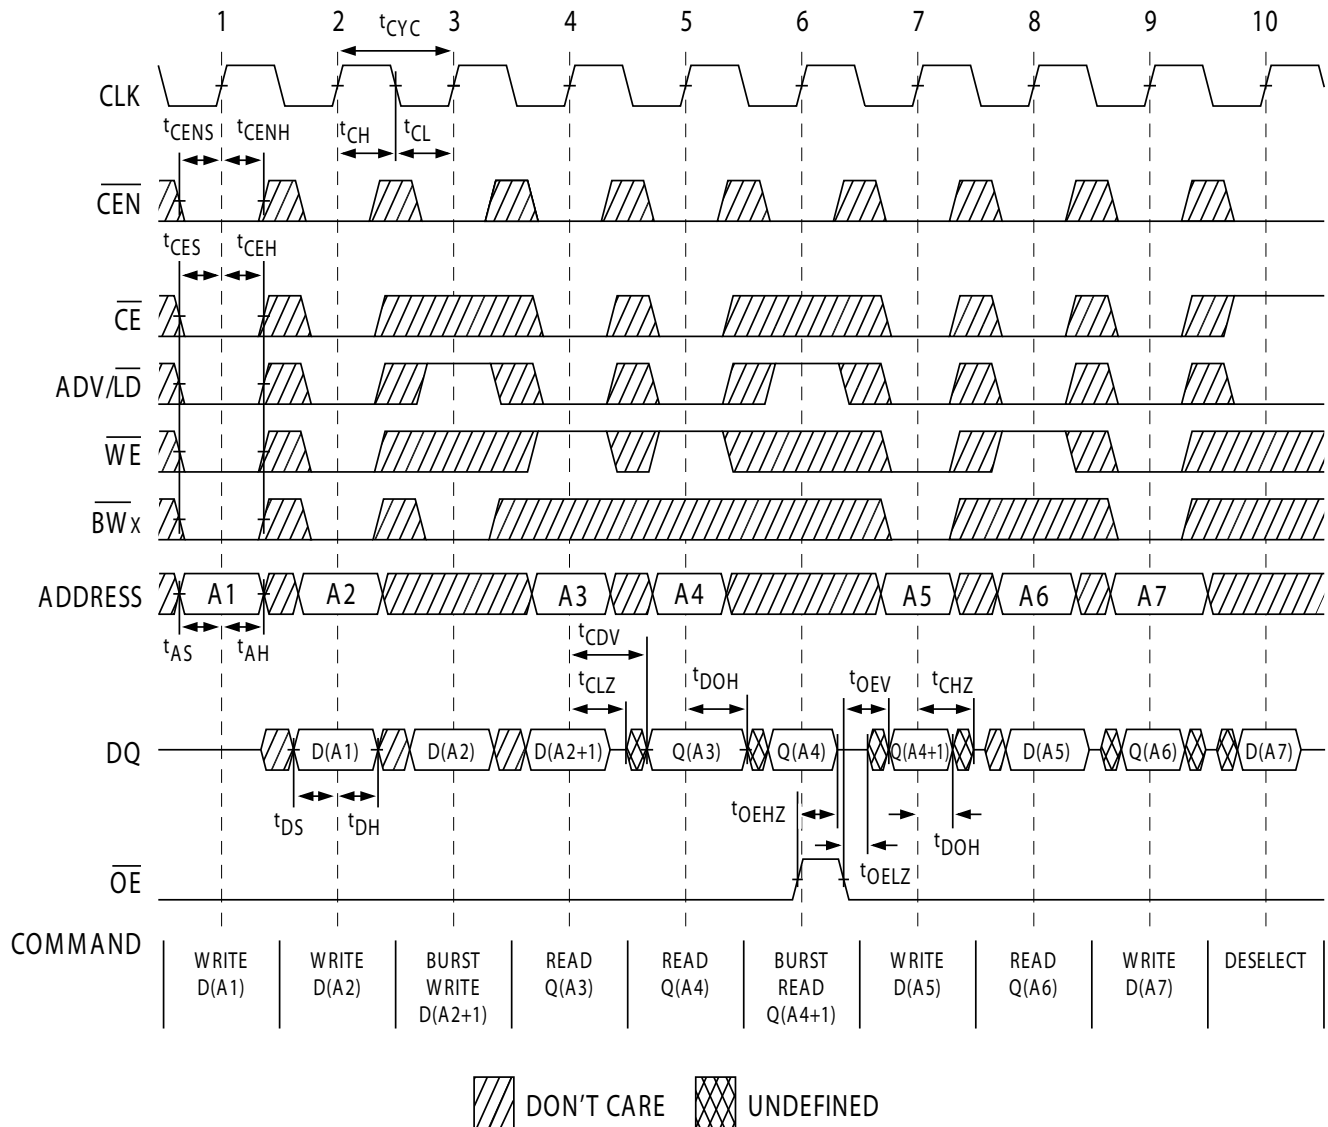 1 2 3 4 5 6 7 8 9 10
tCYC
CLK
tCENS tCENH tCH tCL
CEN
tCES tCEH
CE
ADV/LD
WE
BWx
ADDRESS A1 A2 A3 A4 A5 A6 A7
tAS tAH tCDV
tCLZ tDOH tOEV tCHZ
DQ D(A1) D(A2) D(A2+1) Q(A3) Q(A4) Q(A4+1) D(A5) Q(A6) D(A7)
tDS tDH tOEHZ tDOH
tOELZ
OE
COMMAND
WRITE WRITE BURST READ READ BURST WRITE READ WRITE DESELECT
D(A1) D(A2) WRITE Q(A3) Q(A4) READ D(A5) Q(A6) D(A7)
D(A2+1) Q(A4+1)
DON'T CARE UNDEFINED